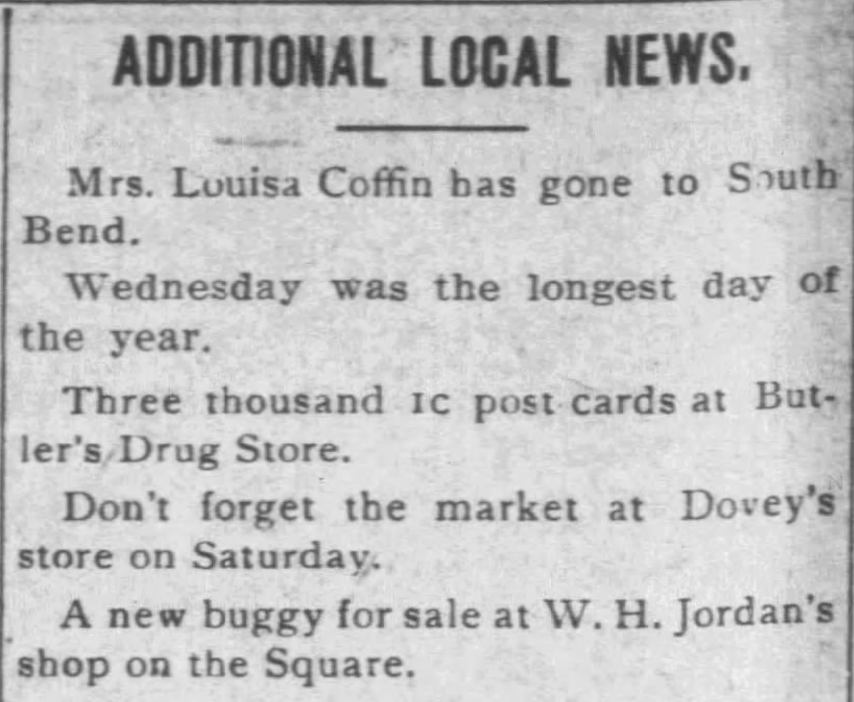 ADDITIONAL LOCAL NEWS.
Mrs. Louisa Coffin has gone to South
Bend.
Wednesday was the longest day of
the year.
Three thousand 1c post cards at But-
ler's Drug Store.
Don't forget the market at Dovey's
store on Saturday.
A new buggy for sale at W. H. Jordan's
shop on the Square.